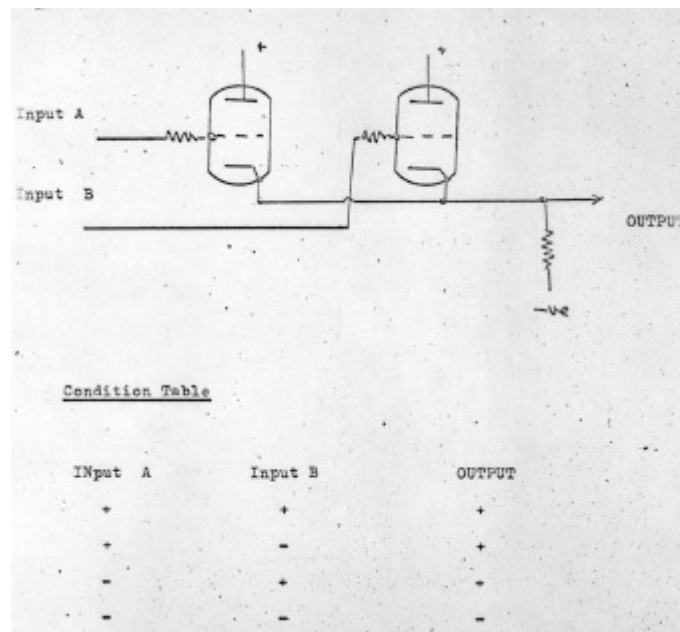 + +
Input A
Input B
OUTPUT
-ve
Condition Table
INput A Input B OUTPUT
+ + +
+ - +
- + +
- - -